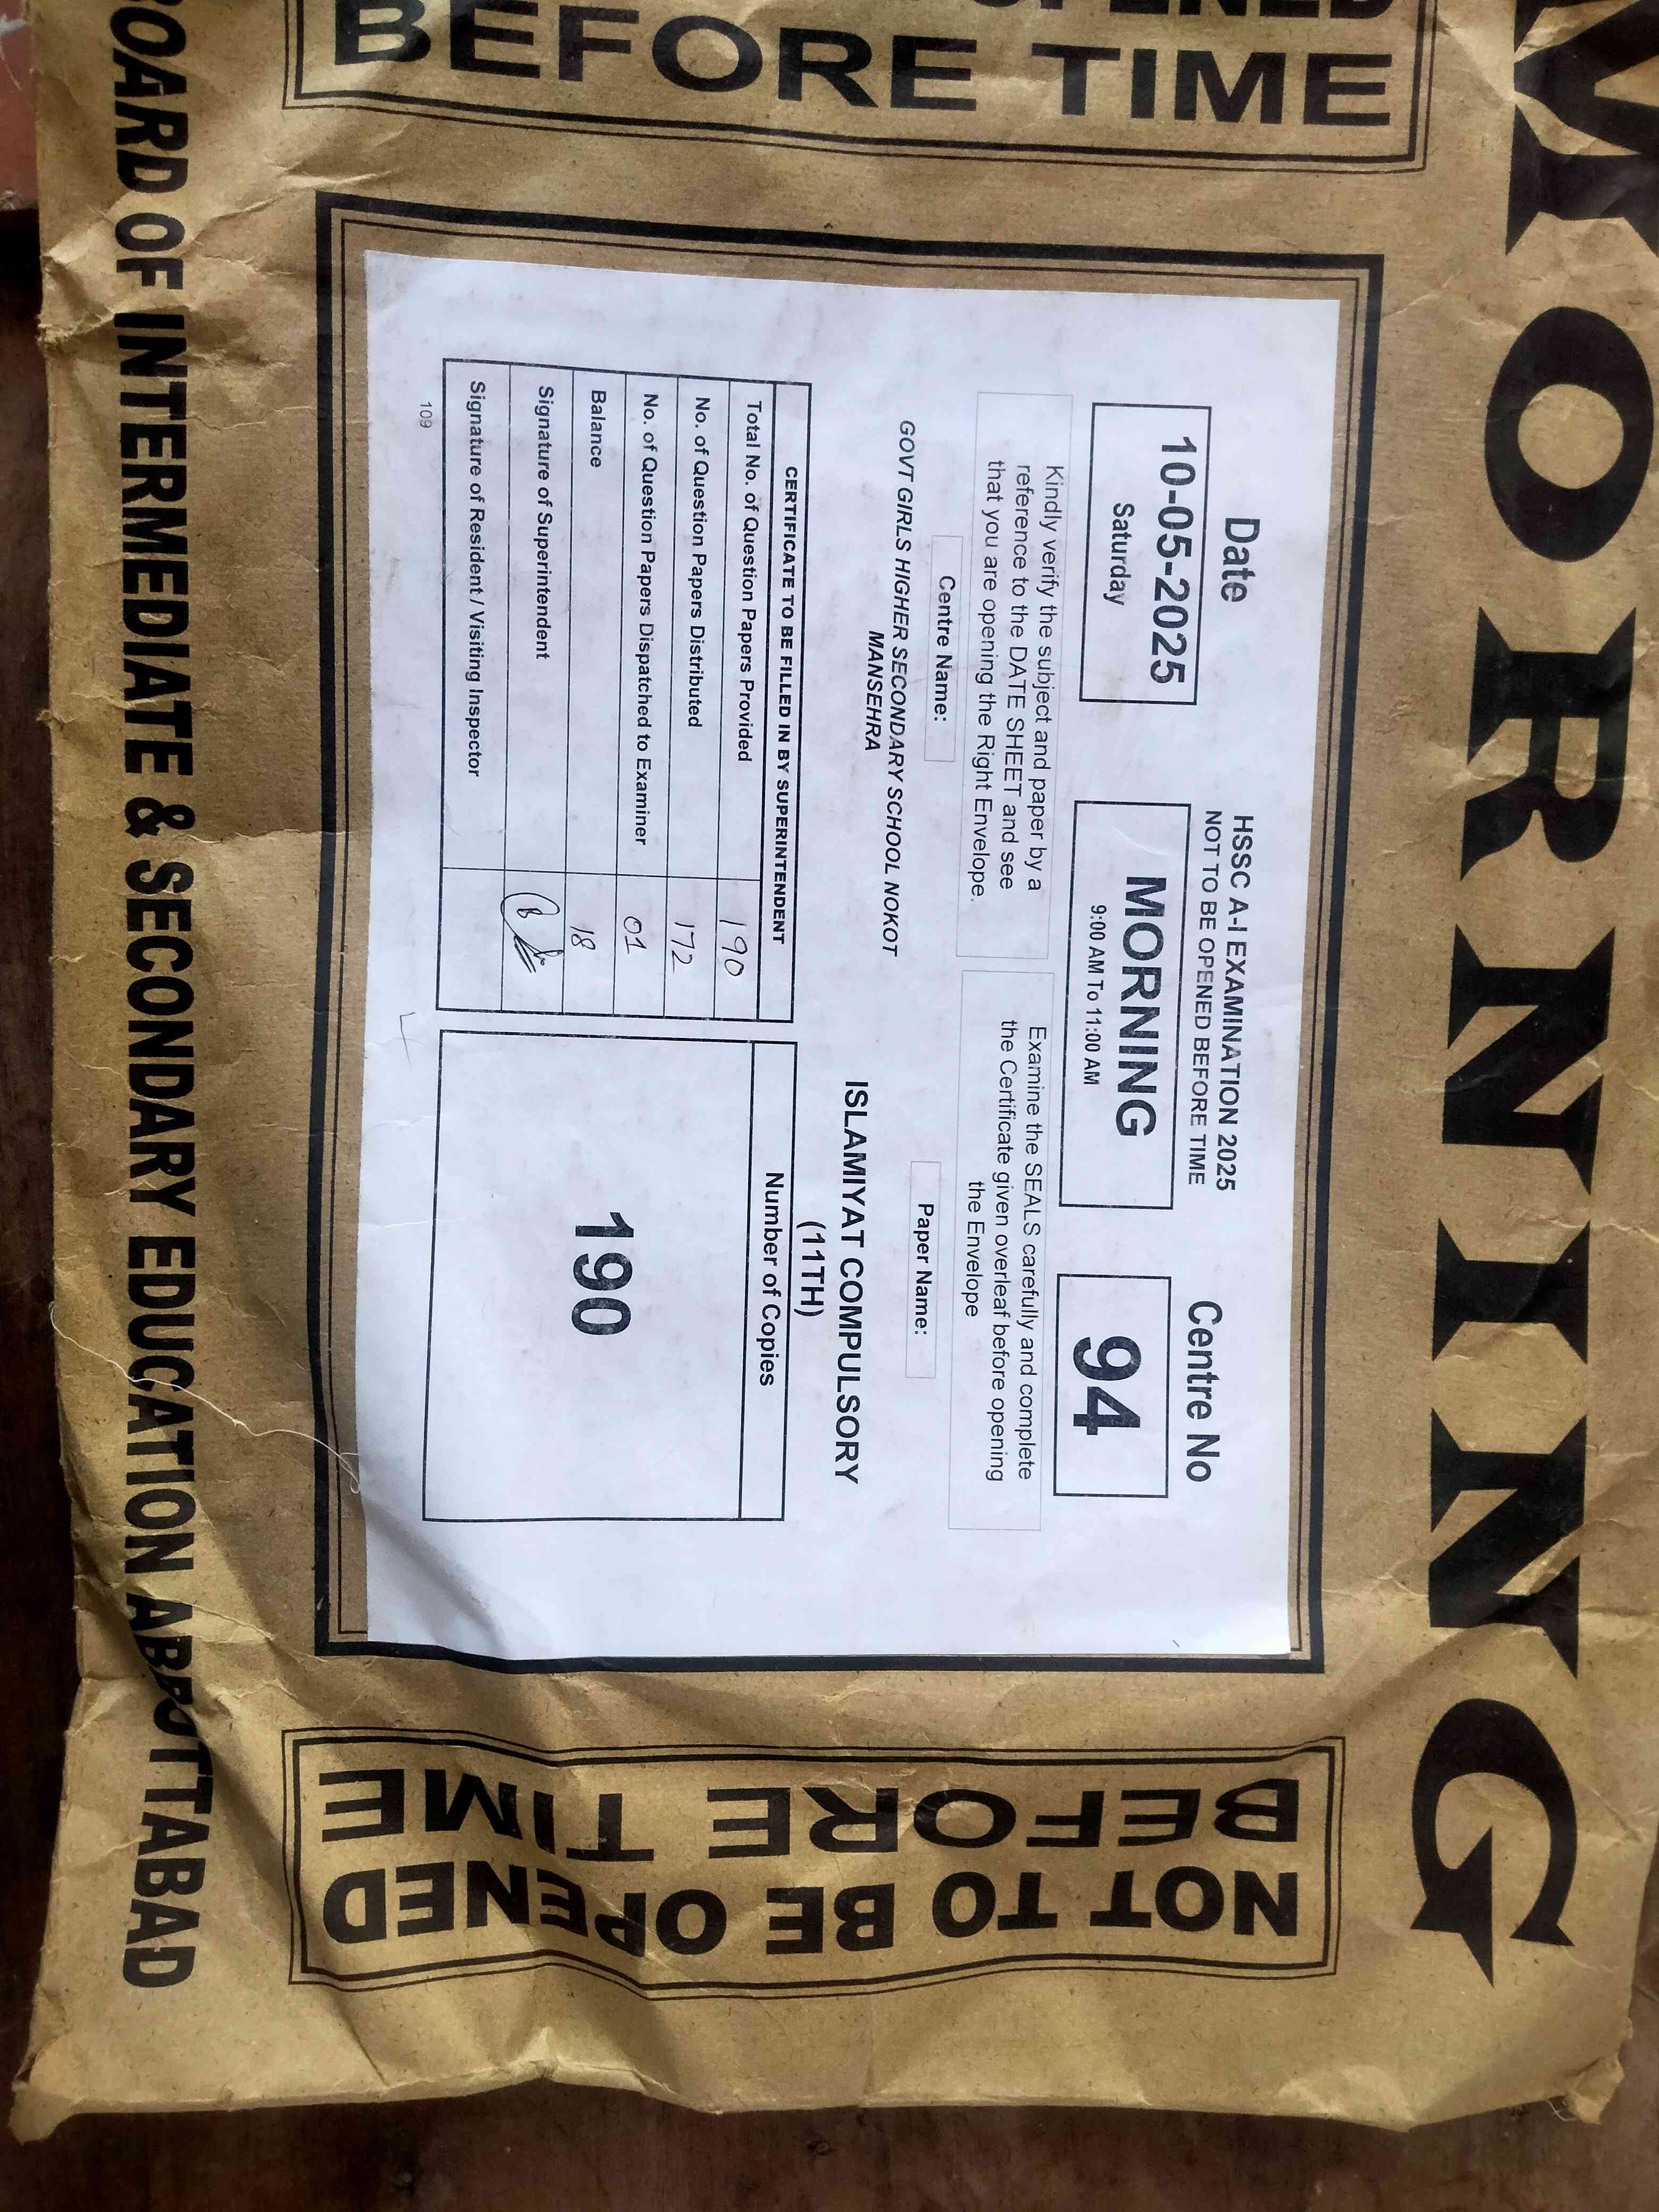 MORNING
OPENED
BEFORE TIME
Date
10-05-2025
Saturday
HSSC A-I EXAMINATION 2025
NOT TO BE OPENED BEFORE TIME
MORNING
9:00 AM To 11:00 AM
Centre No
94
Kindly verify the subject and paper by a
reference to the DATE SHEET and see
that you are opening the Right Envelope.
Examine the SEALS carefully and complete
the Certificate given overleaf before opening
the Envelope
Centre Name:
GOVT GIRLS HIGHER SECONDARY SCHOOL NOKOT
MANSEHRA
Paper Name:
ISLAMIYAT COMPULSORY
(11TH)
CERTIFICATE TO BE FILLED IN BY SUPERINTENDENT
Total No. of Question Papers Provided 190
No. of Question Papers Distributed 172
No. of Question Papers Dispatched to Examiner 01
Balance 18
Signature of Superintendent
Signature of Resident / Visiting Inspector
Number of Copies
190
109
NOT TO BE OPENED
BEFORE TIME
BOARD OF INTERMEDIATE & SECONDARY EDUCATION ABBOTTABAD